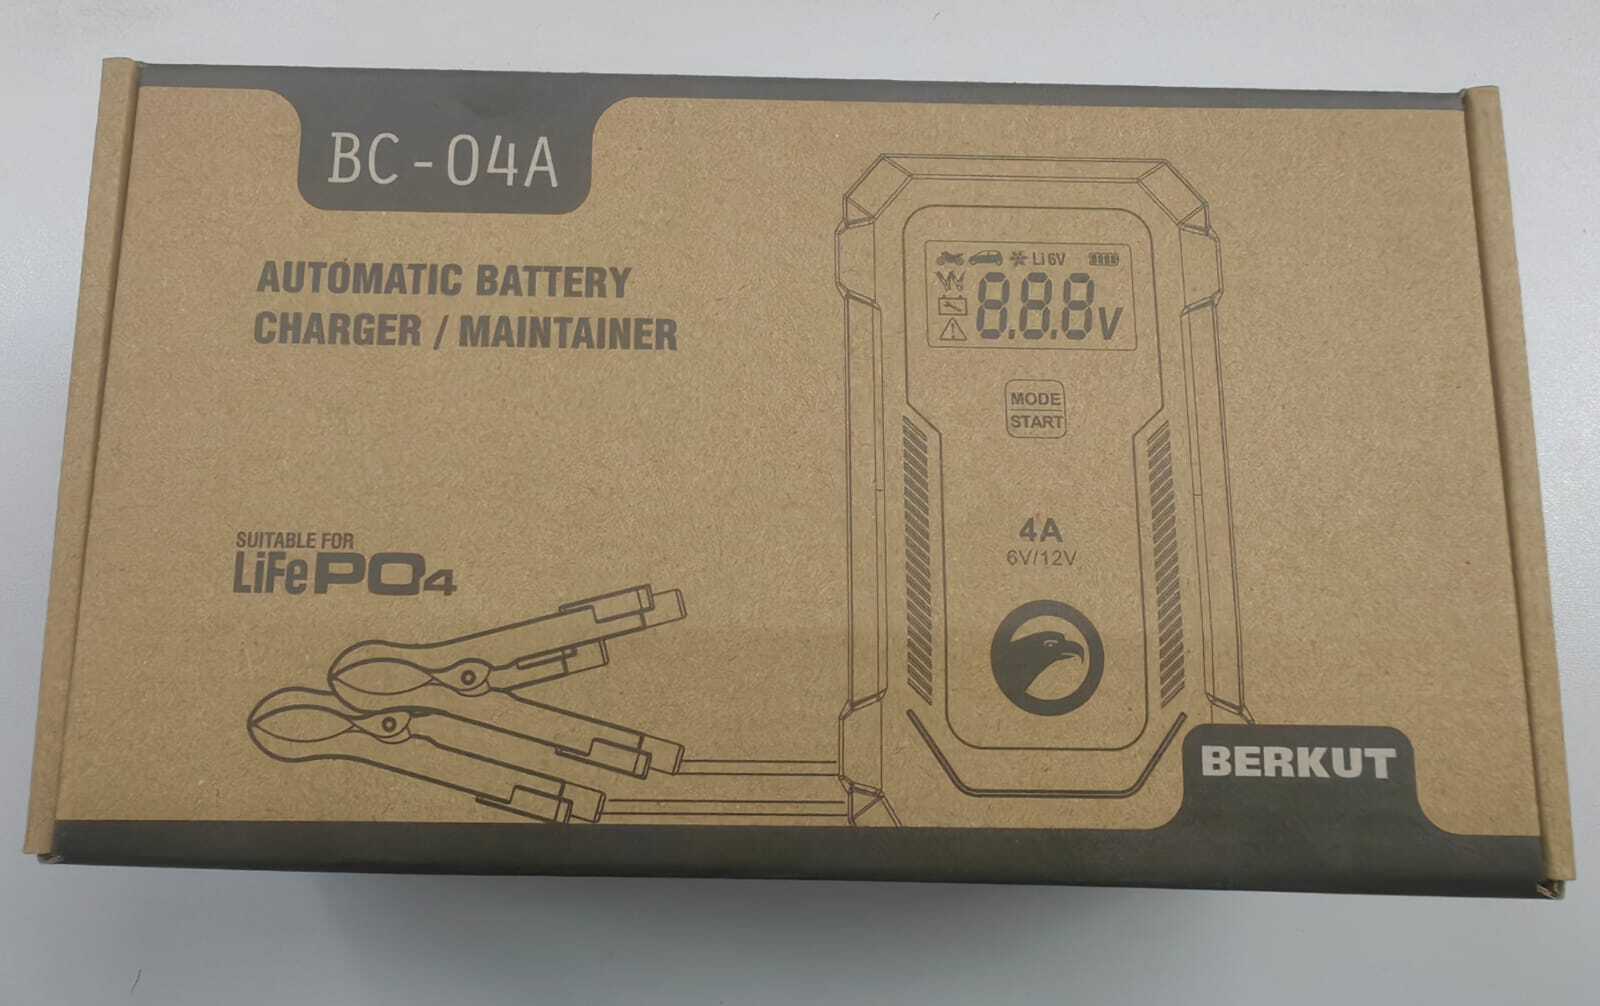 BC-04A
AUTOMATIC BATTERY
CHARGER / MAINTAINER
SUITABLE FOR
LiFePO4
Li 6V
8.8.8V
MODE
START
4A
6V/12V
BERKUT